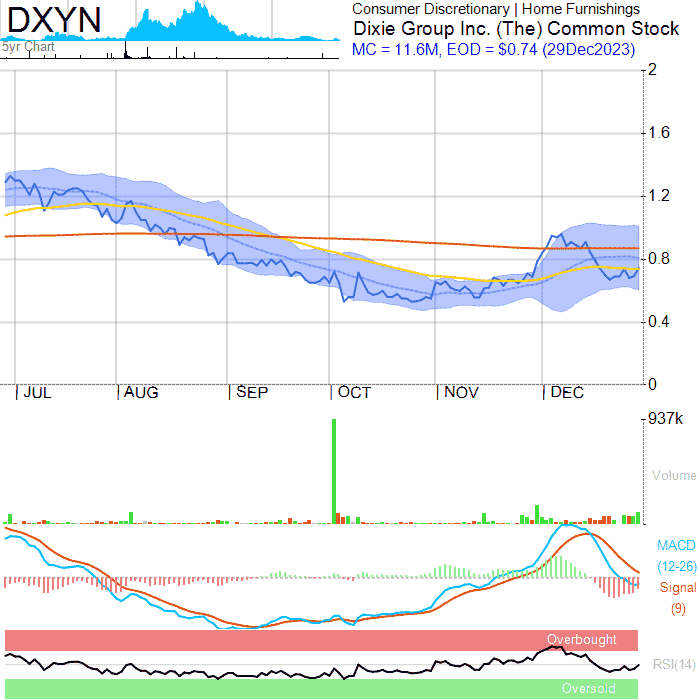 DXYN
5yr Chart
Consumer Discretionary | Home Furnishings
Dixie Group Inc. (The) Common Stock
MC = 11.6M, EOD = $0.74 (29Dec2023)
2
1.6
1.2
0.8
0.4
0
JUL AUG SEP OCT NOV DEC
937k
Volume
MACD
(12-26)
Signal
(9)
Overbought
RSI(14)
Oversold